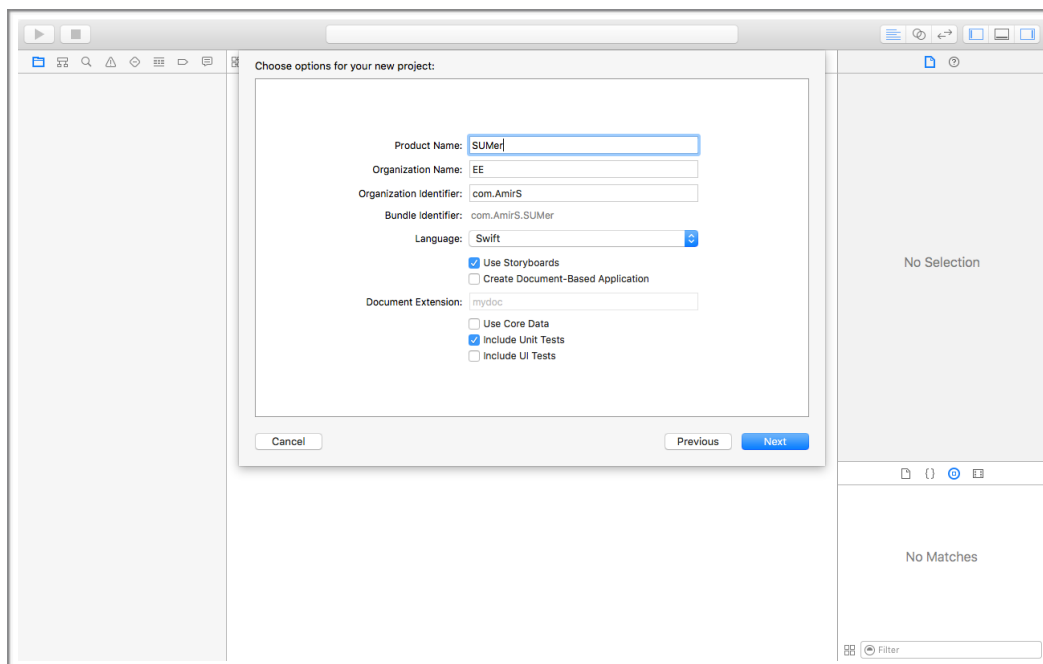 Choose options for your new project:
Product Name: SUMer
Organization Name: EE
Organization Identifier: com.AmirS
Bundle Identifier: com.AmirS.SUMer
Language: Swift
Use Storyboards
Create Document-Based Application
Document Extension: mydoc
Use Core Data
Include Unit Tests
Include UI Tests
Cancel
Previous
Next
No Selection
{}
No Matches
Filter